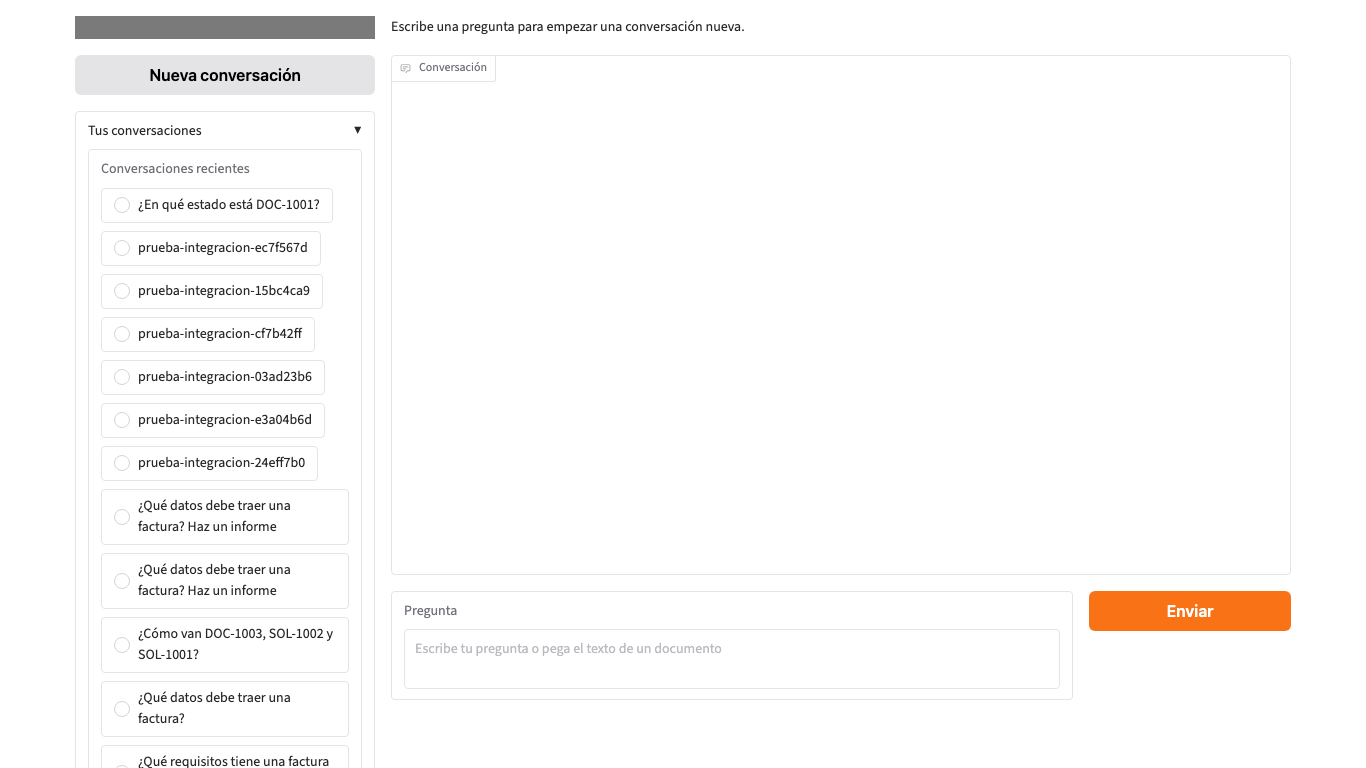 Escribe una pregunta para empezar una conversación nueva.
Nueva conversación
Tus conversaciones ▼
Conversaciones recientes
¿En qué estado está DOC-1001?
prueba-integracion-ec7f567d
prueba-integracion-15bc4ca9
prueba-integracion-cf7b42ff
prueba-integracion-03ad23b6
prueba-integracion-e3a04b6d
prueba-integracion-24eff7b0
¿Qué datos debe traer una
factura? Haz un informe
¿Qué datos debe traer una
factura? Haz un informe
¿Cómo van DOC-1003, SOL-1002 y
SOL-1001?
¿Qué datos debe traer una
factura?
¿Qué requisitos tiene una factura
Conversación
Pregunta
Escribe tu pregunta o pega el texto de un documento
Enviar